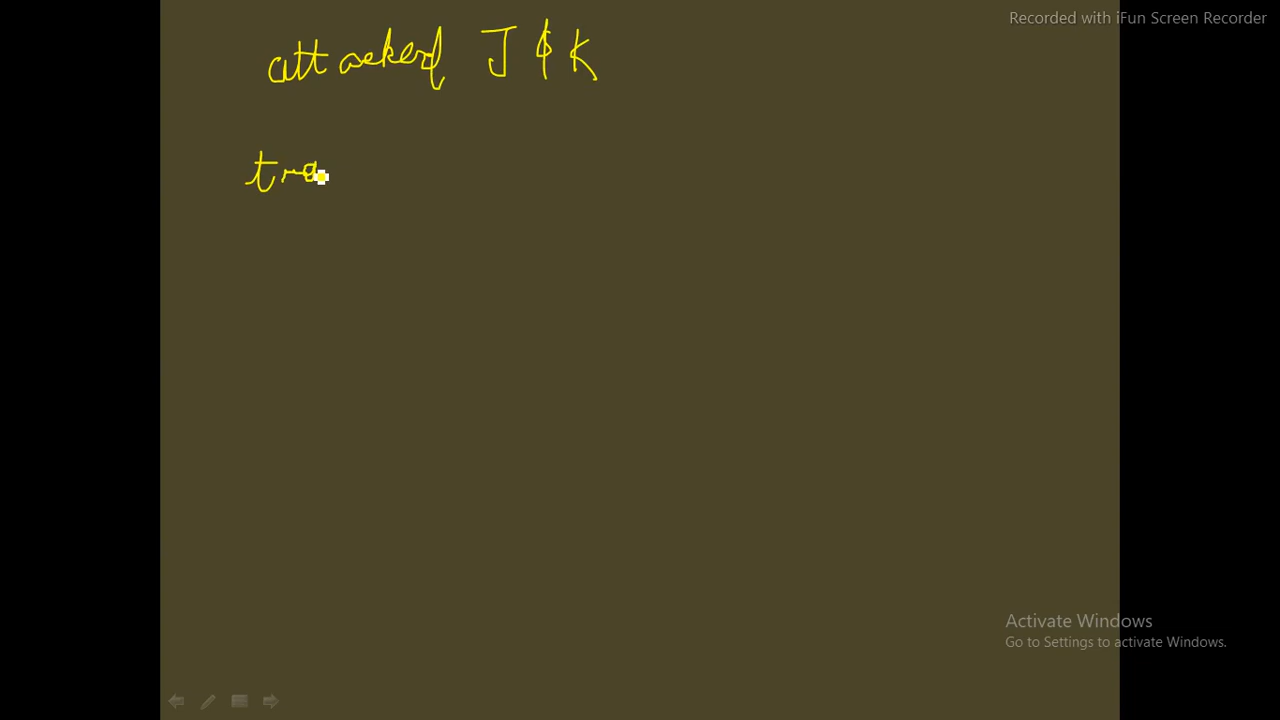 Recorded with iFun Screen Recorder
attacked J & K
tra
Activate Windows
Go to Settings to activate Windows.